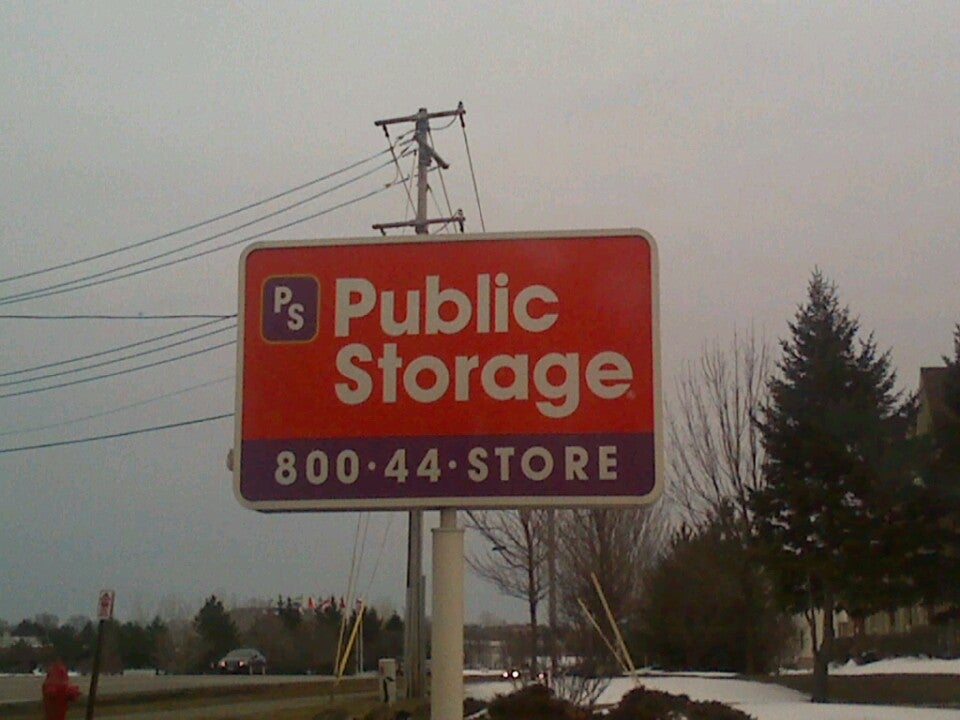 PS
Public
Storage
800·44·STORE